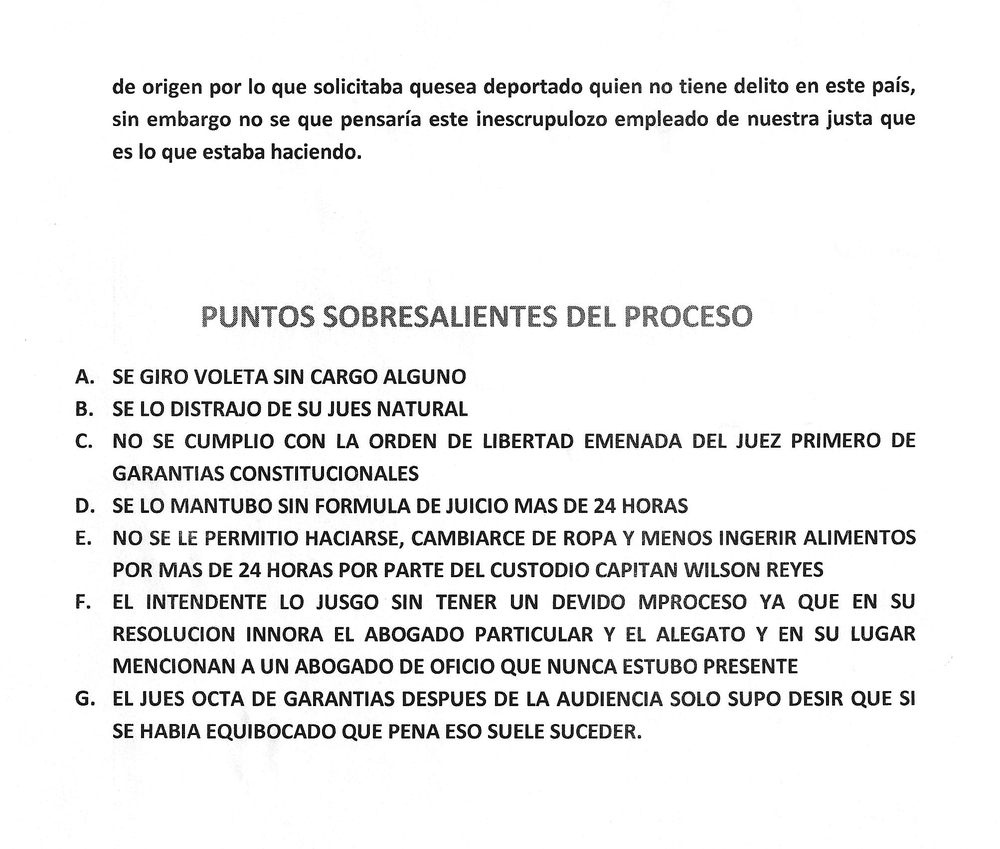 de origen por lo que solicitaba quesea deportado quien no tiene delito en este país,
sin embargo no se que pensaría este inescrupulozo empleado de nuestra justa que
es lo que estaba haciendo.
PUNTOS SOBRESALIENTES DEL PROCESO
A. SE GIRO VOLETA SIN CARGO ALGUNO
B. SE LO DISTRAJO DE SU JUES NATURAL
C. NO SE CUMPLIO CON LA ORDEN DE LIBERTAD EMENADA DEL JUEZ PRIMERO DE
GARANTIAS CONSTITUCIONALES
D. SE LO MANTUBO SIN FORMULA DE JUICIO MAS DE 24 HORAS
E. NO SE LE PERMITIO HACIARSE, CAMBIARCE DE ROPA Y MENOS INGERIR ALIMENTOS
POR MAS DE 24 HORAS POR PARTE DEL CUSTODIO CAPITAN WILSON REYES
F. EL INTENDENTE LO JUSGO SIN TENER UN DEVIDO MPROCESO YA QUE EN SU
RESOLUCION INNORA EL ABOGADO PARTICULAR Y EL ALEGATO Y EN SU LUGAR
MENCIONAN A UN ABOGADO DE OFICIO QUE NUNCA ESTUBO PRESENTE
G. EL JUES OCTA DE GARANTIAS DESPUES DE LA AUDIENCIA SOLO SUPO DESIR QUE SI
SE HABIA EQUIBOCADO QUE PENA ESO SUELE SUCEDER.